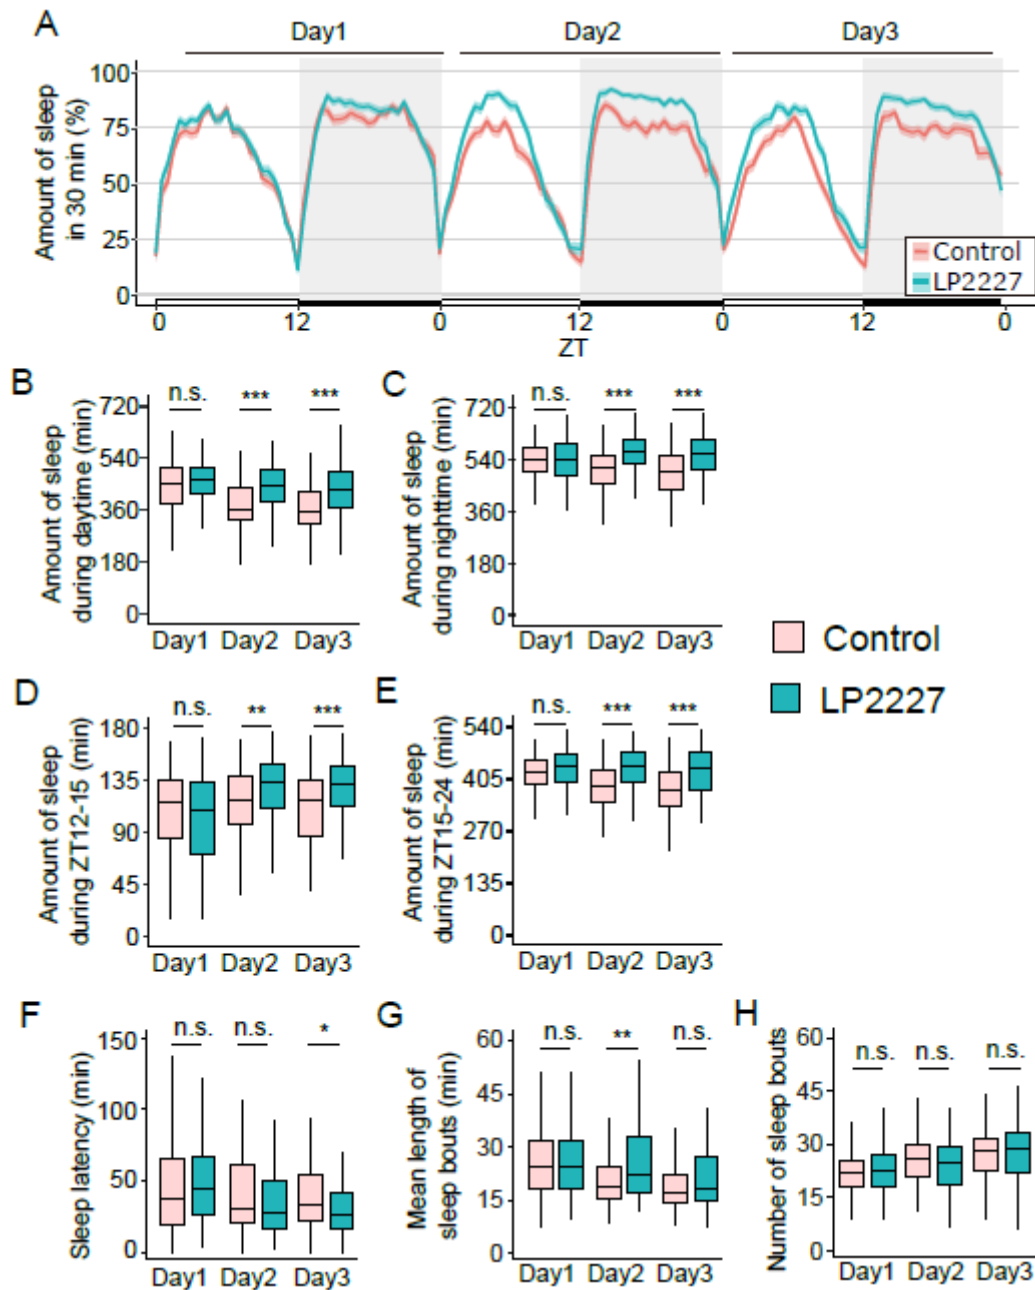 A
Day1 Day2 Day3
Amount of sleep
in 30 min (%)
100
75
50
25
0
Control
LP2227
0 12 0 12 0 12 0
ZT
B
Amount of sleep
during daytime (min)
720
540
360
180
0
n.s. *** ***
Day1 Day2 Day3
C
Amount of sleep
during nighttime (min)
720
540
360
180
0
n.s. *** ***
Day1 Day2 Day3
Control
LP2227
D
Amount of sleep
during ZT12-15 (min)
180
135
90
45
0
n.s. ** ***
Day1 Day2 Day3
E
Amount of sleep
during ZT15-24 (min)
540
405
270
135
0
n.s. *** ***
Day1 Day2 Day3
F
Sleep latency (min)
150
100
50
0
n.s. n.s. *
Day1 Day2 Day3
G
Mean length of
sleep bouts (min)
60
45
30
15
0
n.s. ** n.s.
Day1 Day2 Day3
H
Number of sleep bouts
60
45
30
15
0
n.s. n.s. n.s.
Day1 Day2 Day3